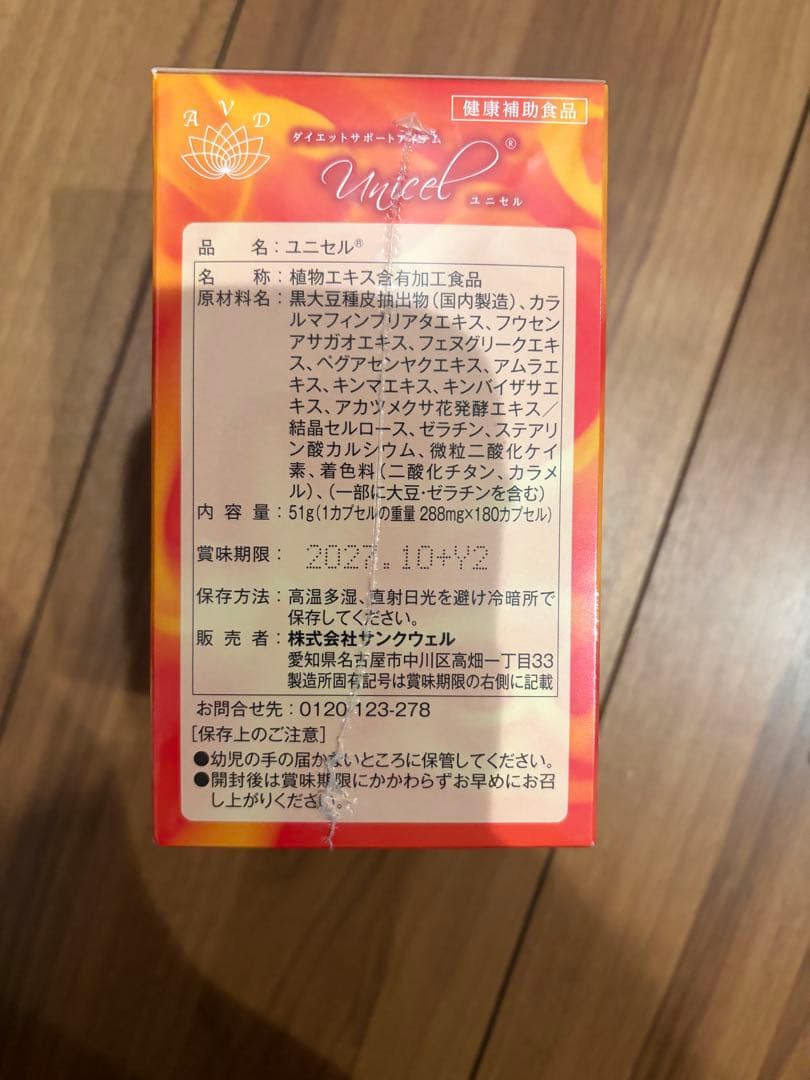 健康補助食品
AVD
ダイエットサポートアイテム
Unicel®
ユニセル
品　名：ユニセル®
名　称：植物エキス含有加工食品
原材料名：黒大豆種皮抽出物（国内製造）、カラ
ルマフィンブリアタエキス、フウセン
アサガオエキス、フェヌグリークエキ
ス、ペグアセンヤクエキス、アムラエ
キス、キンマエキス、キンバイザサエ
キス、アカツメクサ花発酵エキス／
結晶セルロース、ゼラチン、ステアリ
ン酸カルシウム、微粒二酸化ケイ
素、着色料（二酸化チタン、カラメ
ル）、（一部に大豆・ゼラチンを含む）
内容量：51g（1カプセルの重量 288mg×180カプセル）
賞味期限：2027.10+Y2
保存方法：高温多湿、直射日光を避け冷暗所で
保存してください。
販売者：株式会社サンクウェル
愛知県名古屋市中川区高畑一丁目33
製造所固有記号は賞味期限の右側に記載
お問合せ先：0120 123-278
［保存上のご注意］
●幼児の手の届かないところに保管してください。
●開封後は賞味期限にかかわらずお早めにお召
し上がりください。